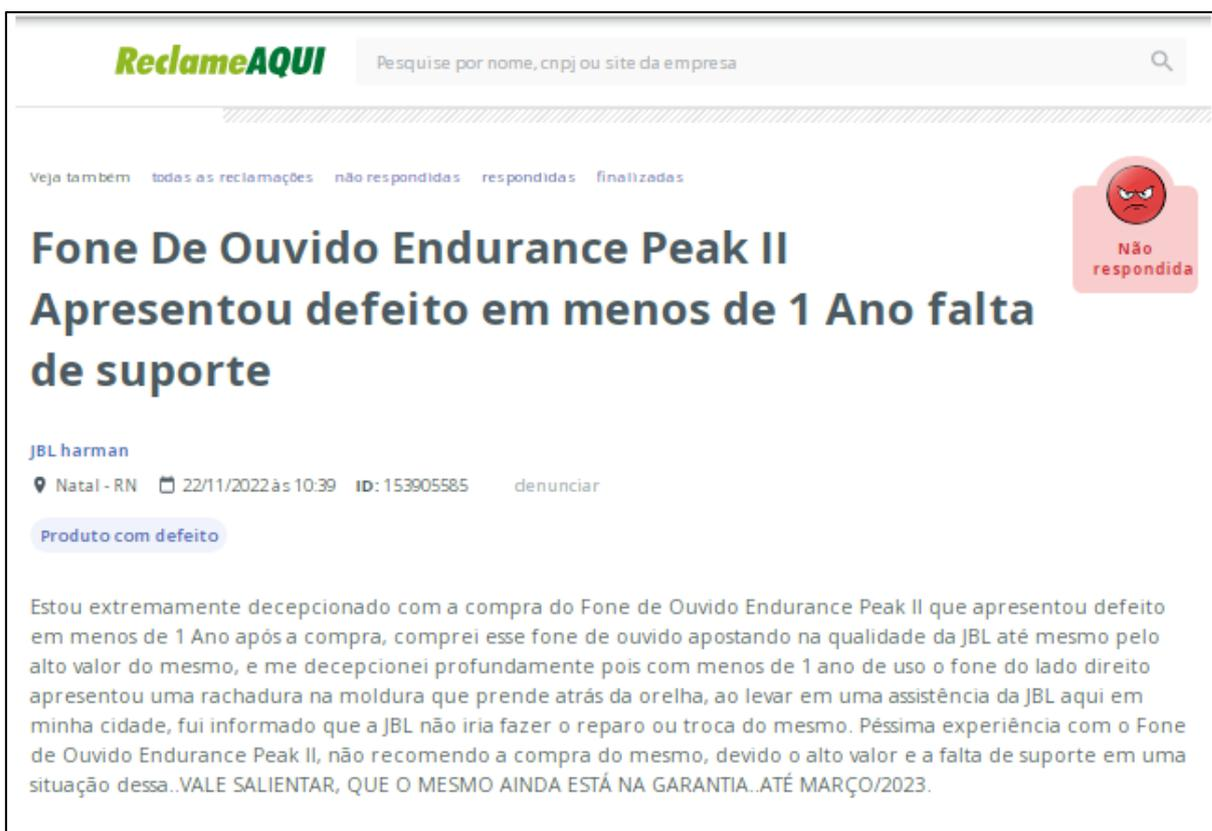 ReclameAQUI
Pesquise por nome, cnpj ou site da empresa
Veja também todas as reclamações não respondidas respondidas finalizadas
Não
respondida
Fone De Ouvido Endurance Peak II
Apresentou defeito em menos de 1 Ano falta
de suporte
JBL harman
Natal - RN 22/11/2022 às 10:39 ID: 153905585 denunciar
Produto com defeito
Estou extremamente decepcionado com a compra do Fone de Ouvido Endurance Peak II que apresentou defeito
em menos de 1 Ano após a compra, comprei esse fone de ouvido apostando na qualidade da JBL até mesmo pelo
alto valor do mesmo, e me decepcionei profundamente pois com menos de 1 ano de uso o fone do lado direito
apresentou uma rachadura na moldura que prende atrás da orelha, ao levar em uma assistência da JBL aqui em
minha cidade, fui informado que a JBL não iria fazer o reparo ou troca do mesmo. Péssima experiência com o Fone
de Ouvido Endurance Peak II, não recomendo a compra do mesmo, devido o alto valor e a falta de suporte em uma
situação dessa..VALE SALIENTAR, QUE O MESMO AINDA ESTÁ NA GARANTIA..ATÉ MARÇO/2023.